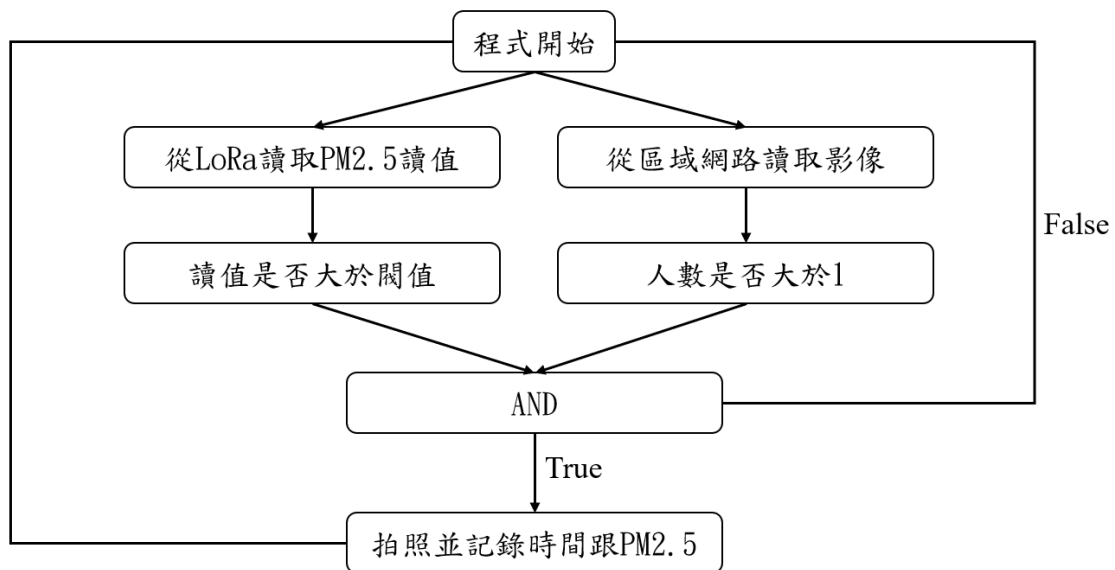 程式開始
從LoRa讀取PM2.5讀值
從區域網路讀取影像
False
讀值是否大於閥值
人數是否大於1
AND
True
拍照並記錄時間跟PM2.5